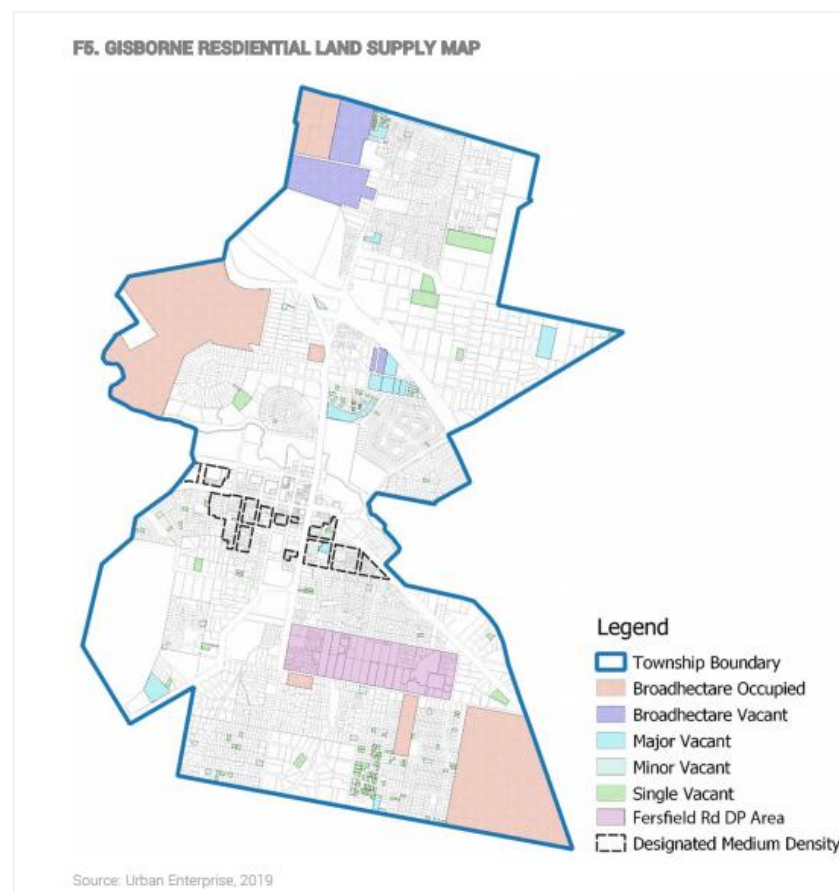 F5. GISBORNE RESDIENTIAL LAND SUPPLY MAP
Legend
Township Boundary
Broadhectare Occupied
Broadhectare Vacant
Major Vacant
Minor Vacant
Single Vacant
Fersfield Rd DP Area
Designated Medium Density
Source: Urban Enterprise, 2019